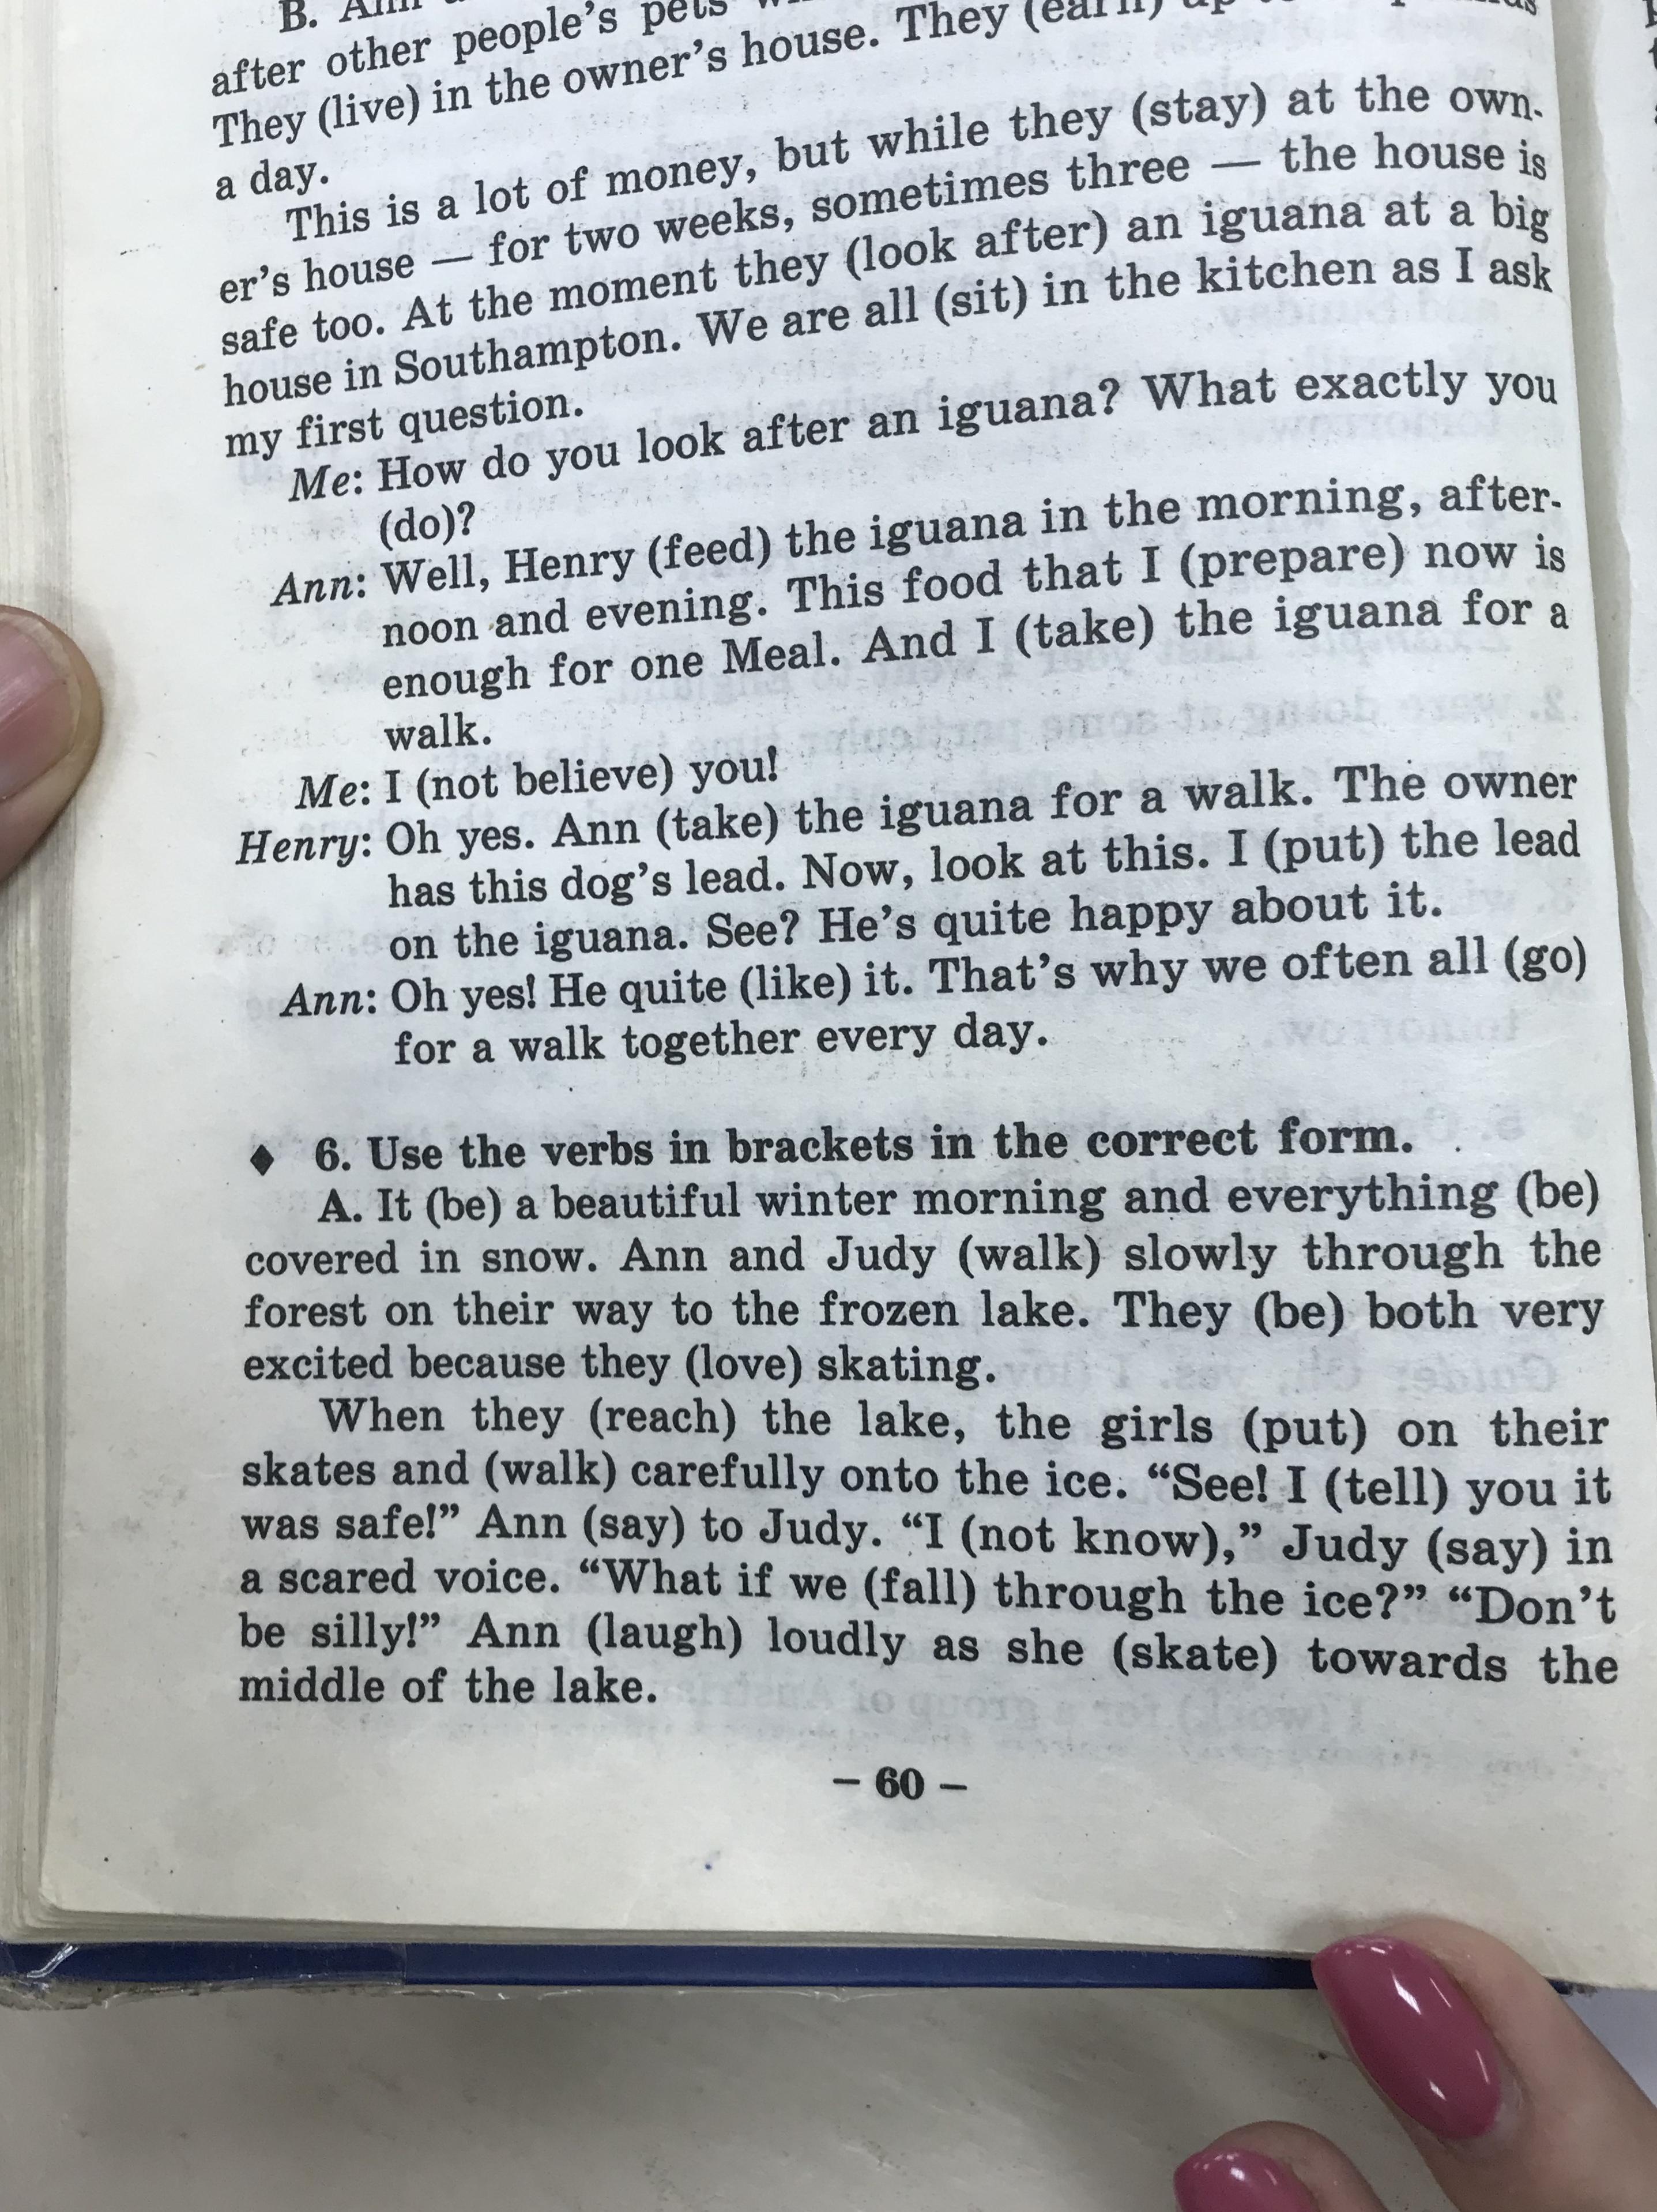 B. Ann
after other people's pets
They (live) in the owner's house. They (earn) up
a day.
This is a lot of money, but while they (stay) at the own-
er's house — for two weeks, sometimes three — the house is
safe too. At the moment they (look after) an iguana at a big
house in Southampton. We are all (sit) in the kitchen as I ask
my first question.
Me: How do you look after an iguana? What exactly you
(do)?
Ann: Well, Henry (feed) the iguana in the morning, after-
noon and evening. This food that I (prepare) now is
enough for one Meal. And I (take) the iguana for a
walk.
Me: I (not believe) you!
Henry: Oh yes. Ann (take) the iguana for a walk. The owner
has this dog's lead. Now, look at this. I (put) the lead
on the iguana. See? He's quite happy about it.
Ann: Oh yes! He quite (like) it. That's why we often all (go)
for a walk together every day.
♦ 6. Use the verbs in brackets in the correct form.
A. It (be) a beautiful winter morning and everything (be)
covered in snow. Ann and Judy (walk) slowly through the
forest on their way to the frozen lake. They (be) both very
excited because they (love) skating.
When they (reach) the lake, the girls (put) on their
skates and (walk) carefully onto the ice. “See! I (tell) you it
was safe!” Ann (say) to Judy. “I (not know),” Judy (say) in
a scared voice. “What if we (fall) through the ice?” “Don't
be silly!” Ann (laugh) loudly as she (skate) towards the
middle of the lake.
– 60 –